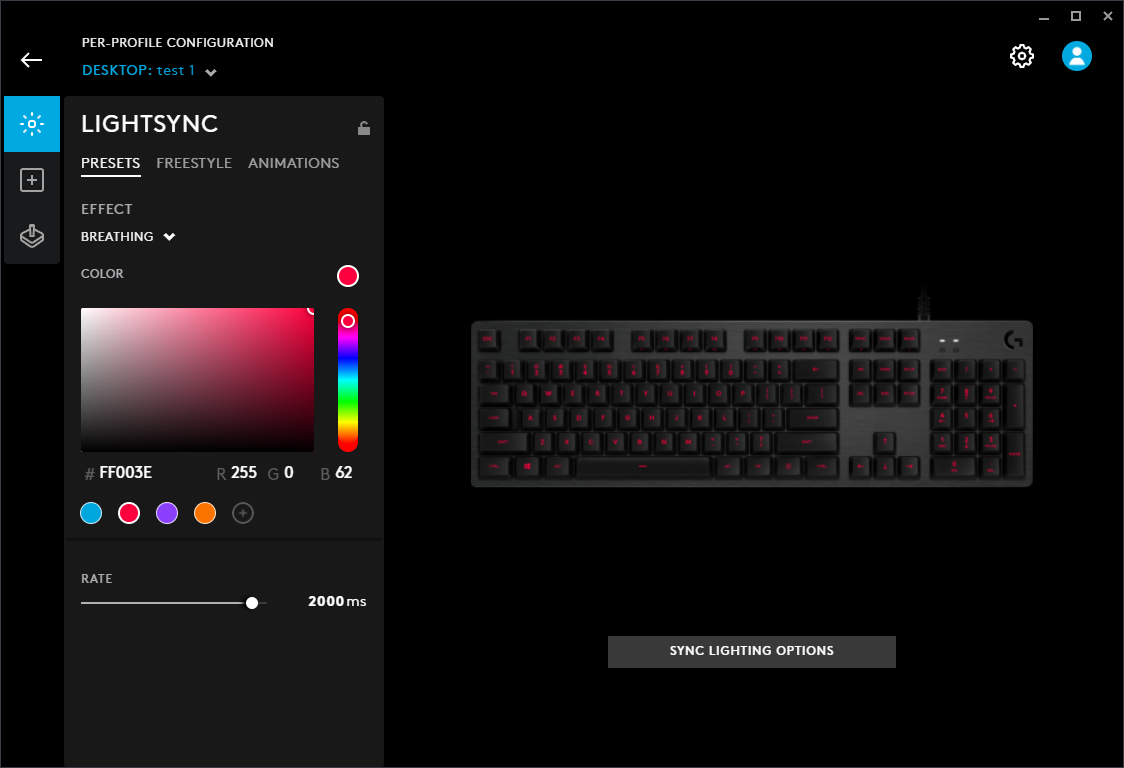 PER-PROFILE CONFIGURATION
DESKTOP: test 1
LIGHTSYNC
PRESETS FREESTYLE ANIMATIONS
EFFECT
BREATHING
COLOR
# FF003E R 255 G 0 B 62
RATE
2000 ms
SYNC LIGHTING OPTIONS